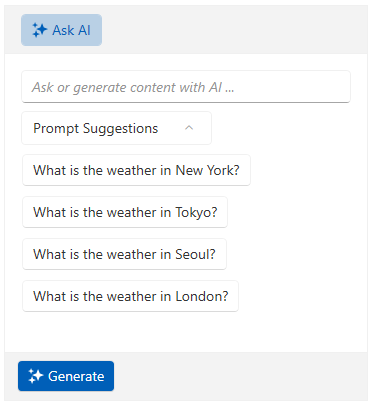 Ask AI
Ask or generate content with AI ...
Prompt Suggestions
What is the weather in New York?
What is the weather in Tokyo?
What is the weather in Seoul?
What is the weather in London?
Generate